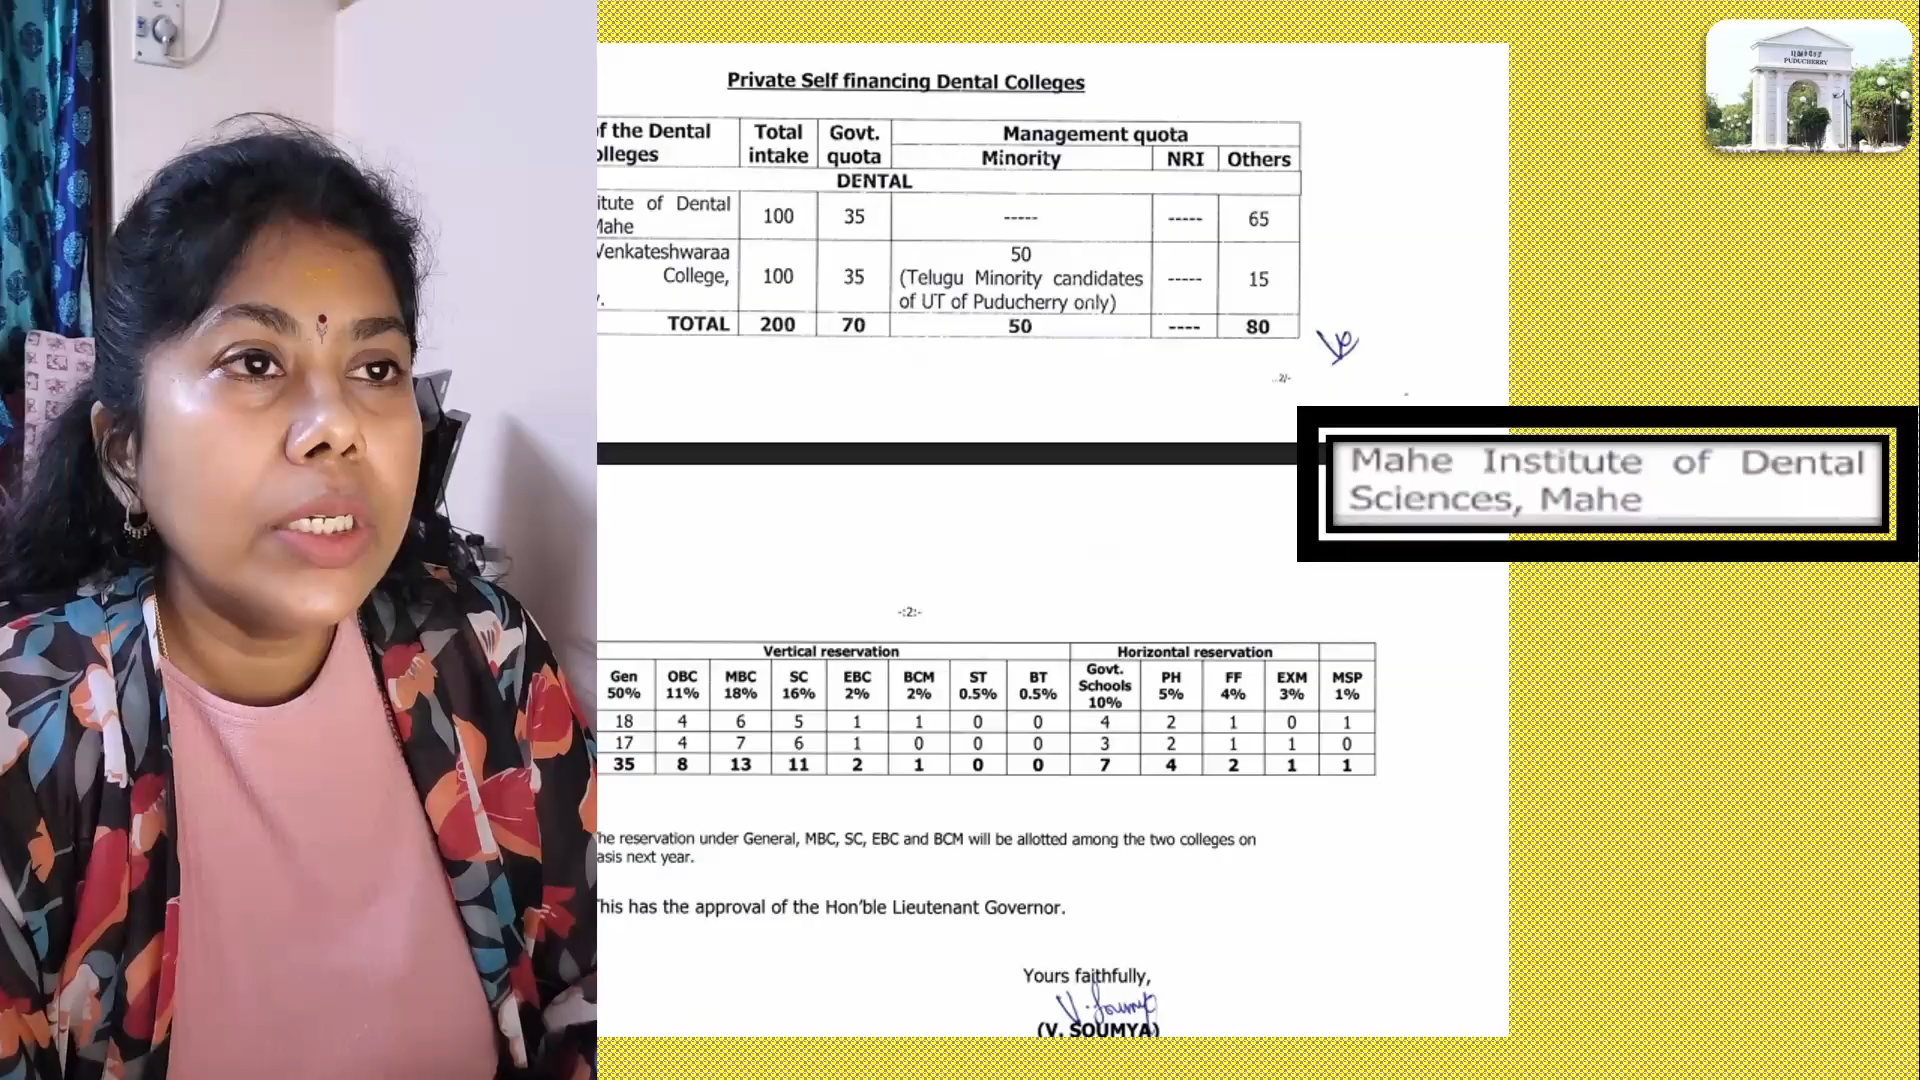 Private Self financing Dental Colleges
f the Dental Total Govt. Management quota
olleges intake quota Minority NRI Others
DENTAL
itute of Dental 100 35 ----- ----- 65
Mahe
Venkateshwaraa 100 35 50 ----- 15
College, (Telugu Minority candidates
of UT of Puducherry only)
TOTAL 200 70 50 ---- 80
...2/-
PUDUCHERRY
Mahe Institute of Dental
Sciences, Mahe
-:2:-
Vertical reservation Horizontal reservation
Gen OBC MBC SC EBC BCM ST BT Govt. Schools PH FF EXM MSP
50% 11% 18% 16% 2% 2% 0.5% 0.5% 10% 5% 4% 3% 1%
18 4 6 5 1 1 0 0 4 2 1 0 1
17 4 7 6 1 0 0 0 3 2 1 1 0
35 8 13 11 2 1 0 0 7 4 2 1 1
he reservation under General, MBC, SC, EBC and BCM will be allotted among the two colleges on
asis next year.
his has the approval of the Hon'ble Lieutenant Governor.
Yours faithfully,
V. Soumya
(V. SOUMYA)